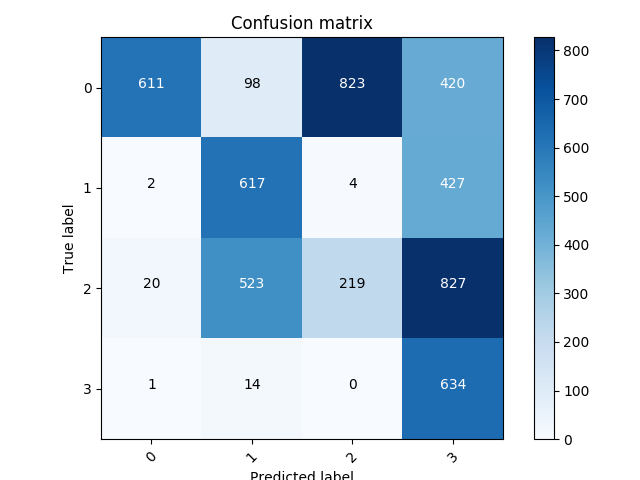 Confusion matrix
0 611 98 823 420
1 2 617 4 427
2 20 523 219 827
3 1 14 0 634
0 1 2 3
True label
Predicted label
800
700
600
500
400
300
200
100
0